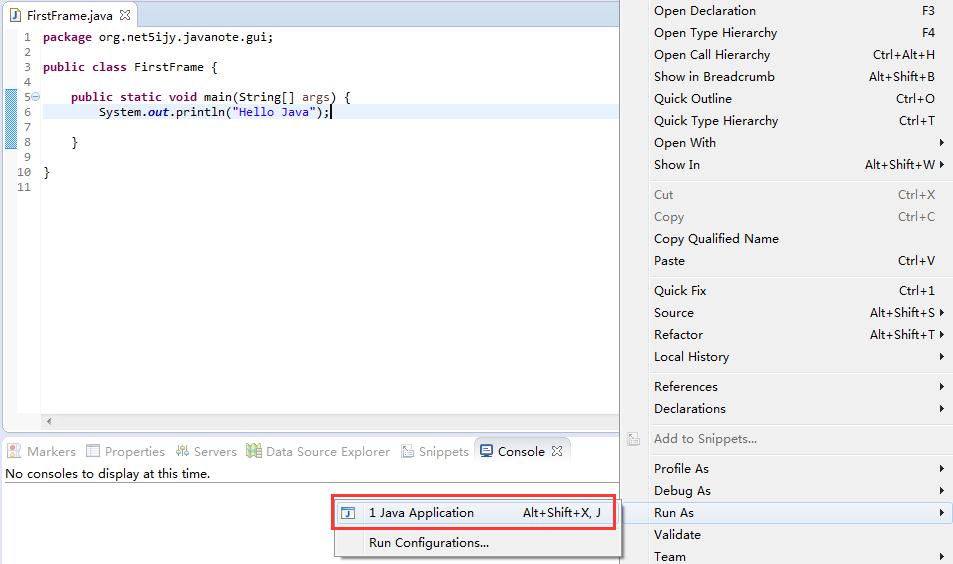 FirstFrame.java
1 package org.net5ijy.javanote.gui;
2
3 public class FirstFrame {
4
5 public static void main(String[] args) {
6 System.out.println("Hello Java");
7
8 }
9
10 }
11
Markers Properties Servers Data Source Explorer Snippets Console
No consoles to display at this time.
1 Java Application Alt+Shift+X, J
Run Configurations...
Open Declaration F3
Open Type Hierarchy F4
Open Call Hierarchy Ctrl+Alt+H
Show in Breadcrumb Alt+Shift+B
Quick Outline Ctrl+O
Quick Type Hierarchy Ctrl+T
Open With
Show In Alt+Shift+W
Cut Ctrl+X
Copy Ctrl+C
Copy Qualified Name
Paste Ctrl+V
Quick Fix Ctrl+1
Source Alt+Shift+S
Refactor Alt+Shift+T
Local History
References
Declarations
Add to Snippets...
Profile As
Debug As
Run As
Validate
Team